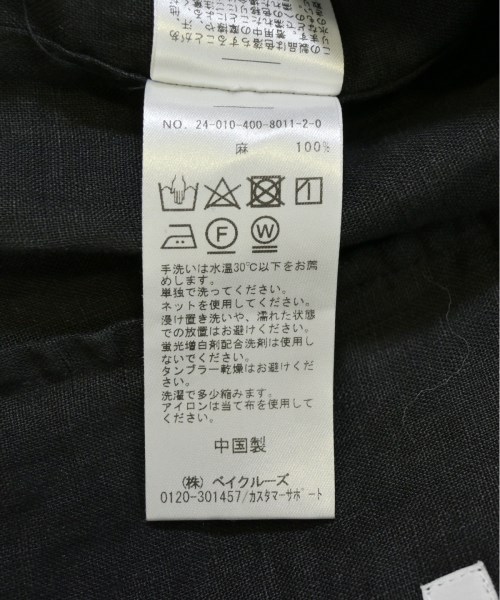 NO. 24-010-400-8011-2-0
麻 100%
F W
手洗いは水温30℃以下をお薦
めします。
単独で洗ってください。
ネットを使用してください。
浸け置き洗いや、濡れた状態
での放置はお避けください。
蛍光増白剤配合洗剤は使用し
ないでください。
タンブラー乾燥はお避けくだ
さい。
洗濯で多少縮みます。
アイロンは当て布を使用して
ください。
中国製
(株) ベイクルーズ
0120-301457/カスタマーサポート